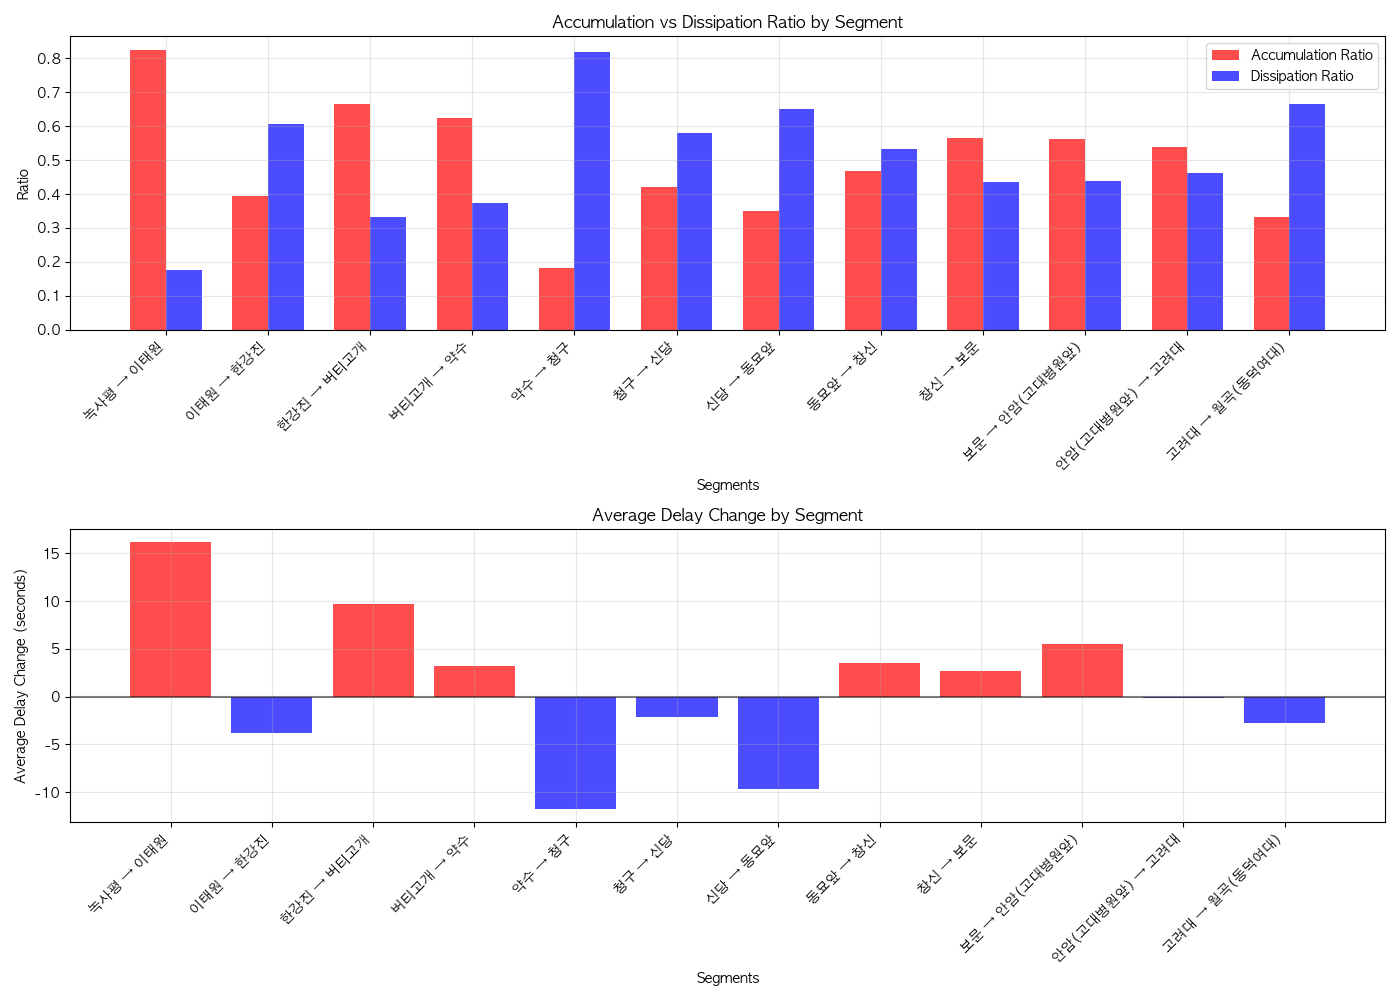 Accumulation vs Dissipation Ratio by Segment
Accumulation Ratio
Dissipation Ratio
Ratio
0.8
0.7
0.6
0.5
0.4
0.3
0.2
0.1
0.0
녹사평 → 이태원
이태원 → 한강진
한강진 → 버티고개
버티고개 → 약수
약수 → 청구
청구 → 신당
신당 → 동묘앞
동묘앞 → 창신
창신 → 보문
보문 → 안암(고대병원앞)
안암(고대병원앞) → 고려대
고려대 → 월곡(동덕여대)
Segments
Average Delay Change by Segment
Average Delay Change (seconds)
15
10
5
0
-5
-10
녹사평 → 이태원
이태원 → 한강진
한강진 → 버티고개
버티고개 → 약수
약수 → 청구
청구 → 신당
신당 → 동묘앞
동묘앞 → 창신
창신 → 보문
보문 → 안암(고대병원앞)
안암(고대병원앞) → 고려대
고려대 → 월곡(동덕여대)
Segments